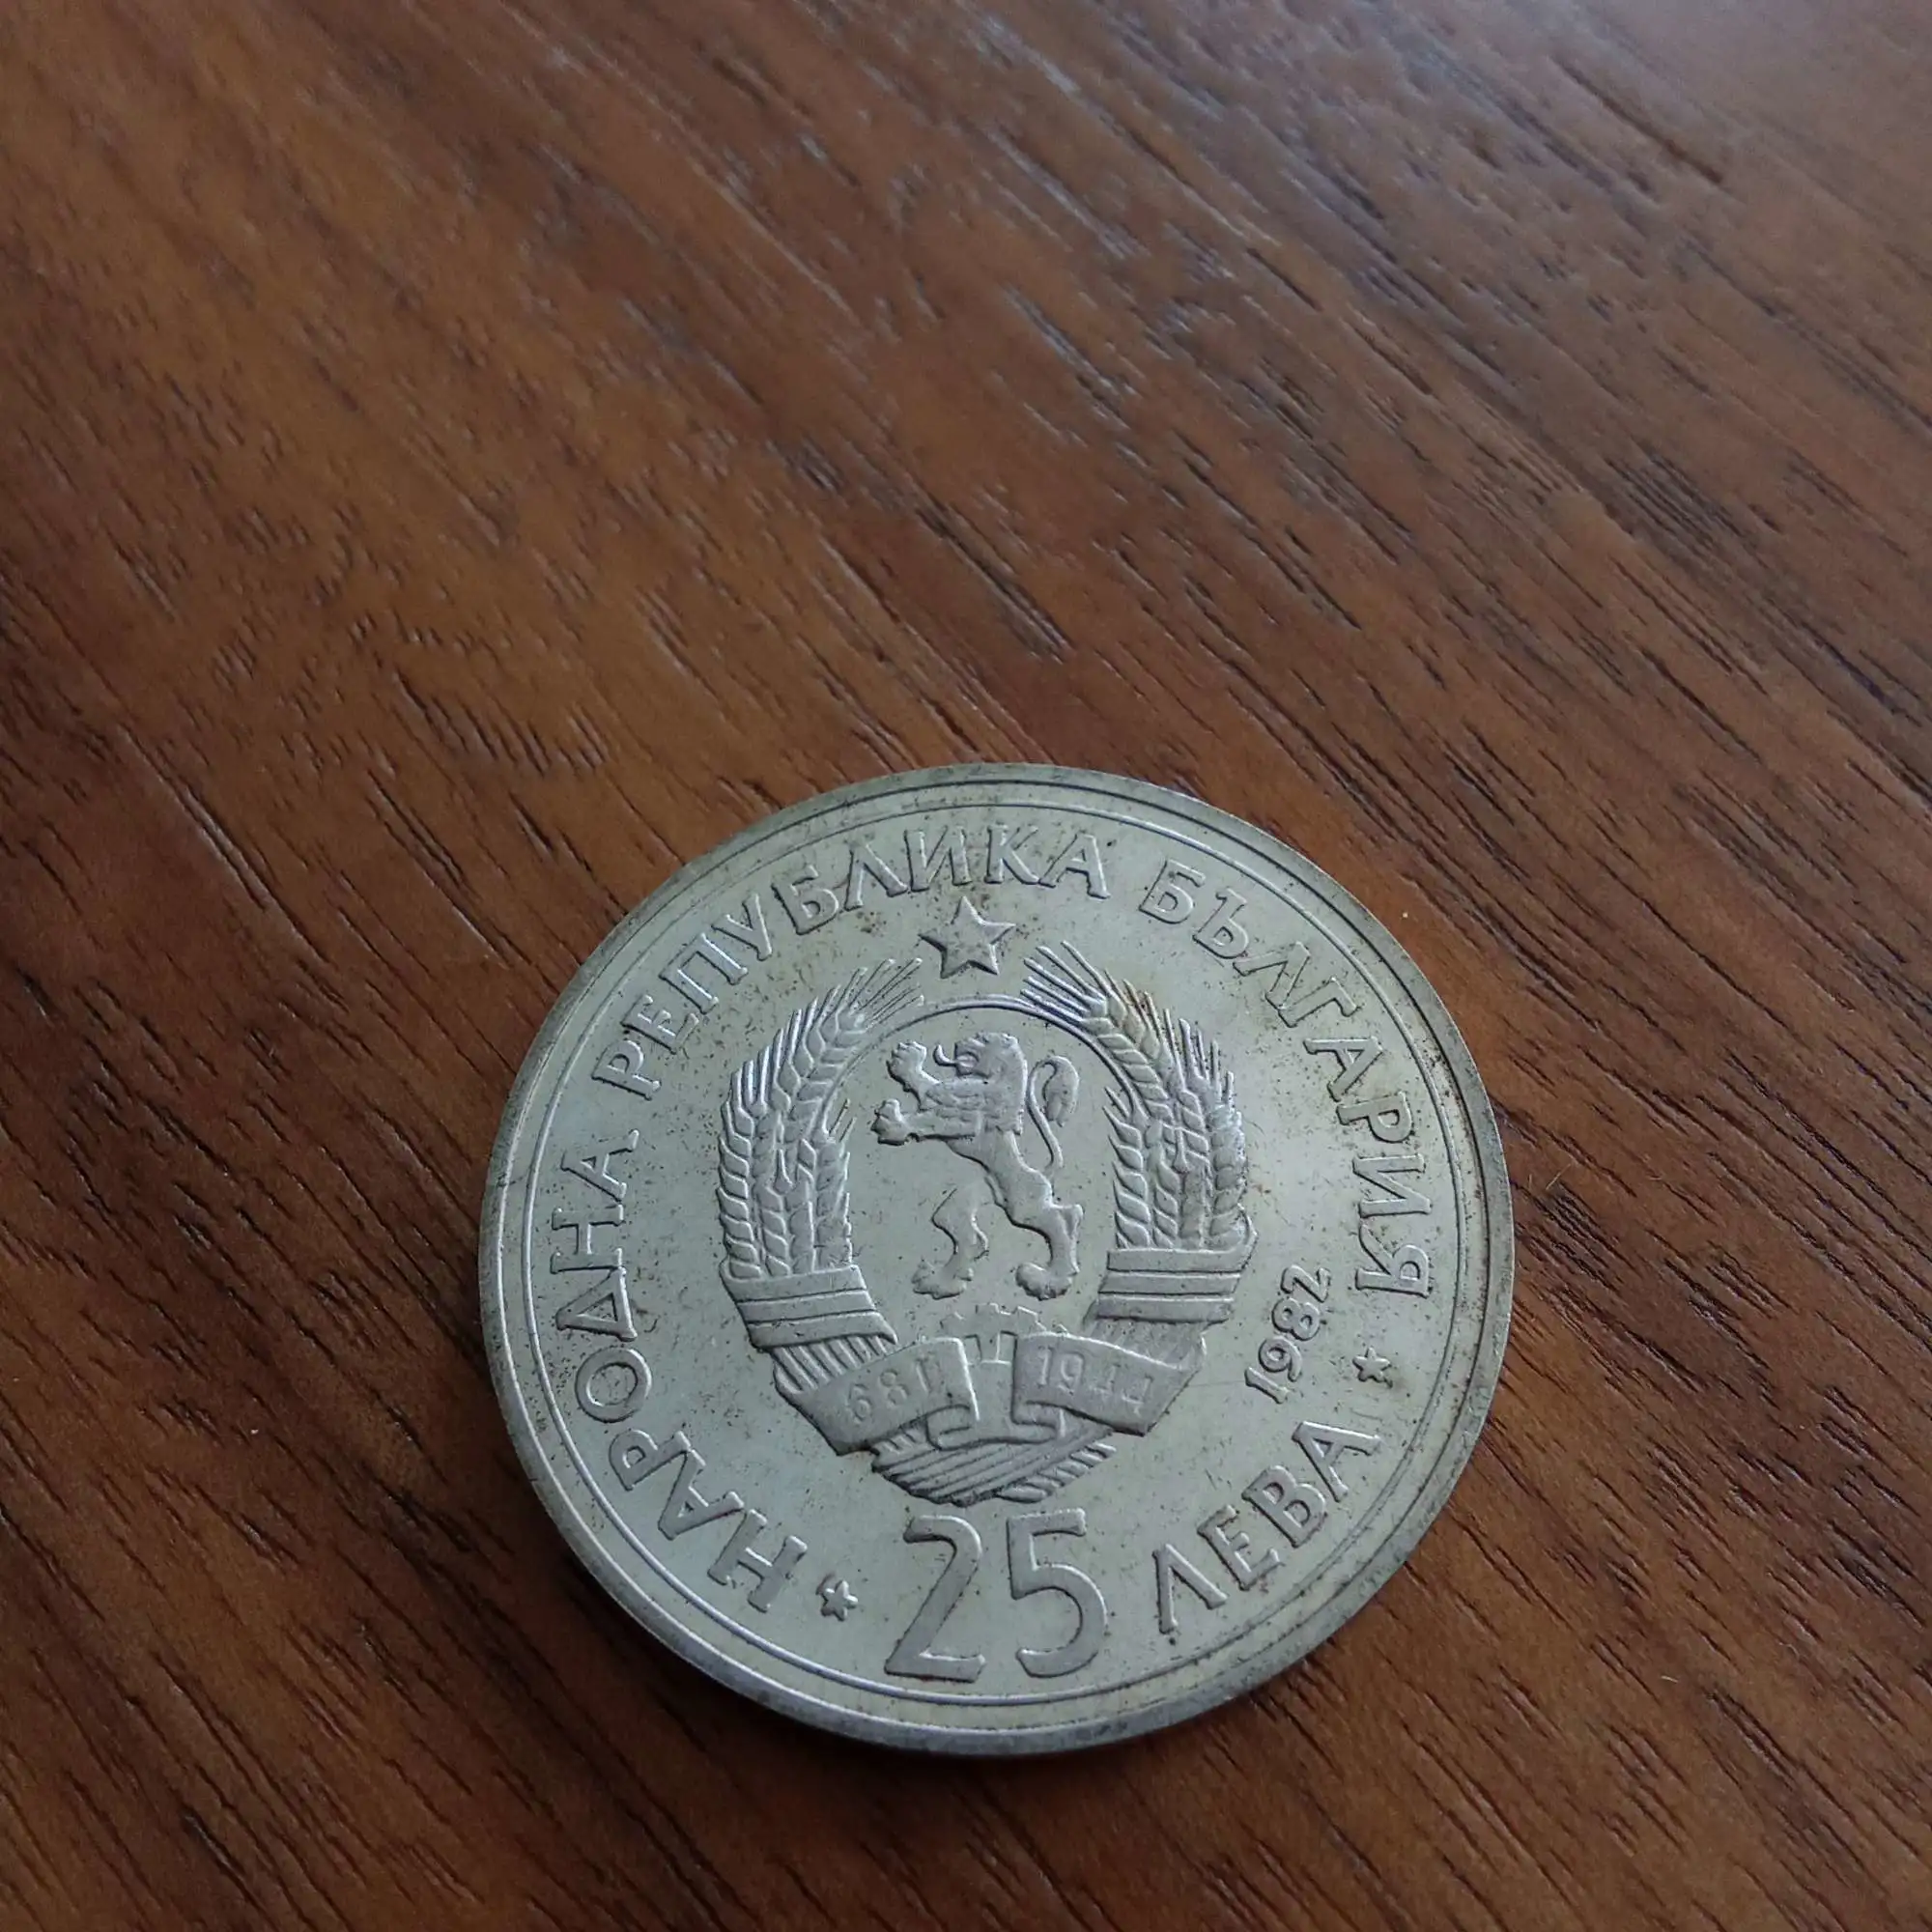 НАРОДНА РЕПУБЛИКА БЪЛГАРИЯ
681 1944
1982
25 ЛЕВА